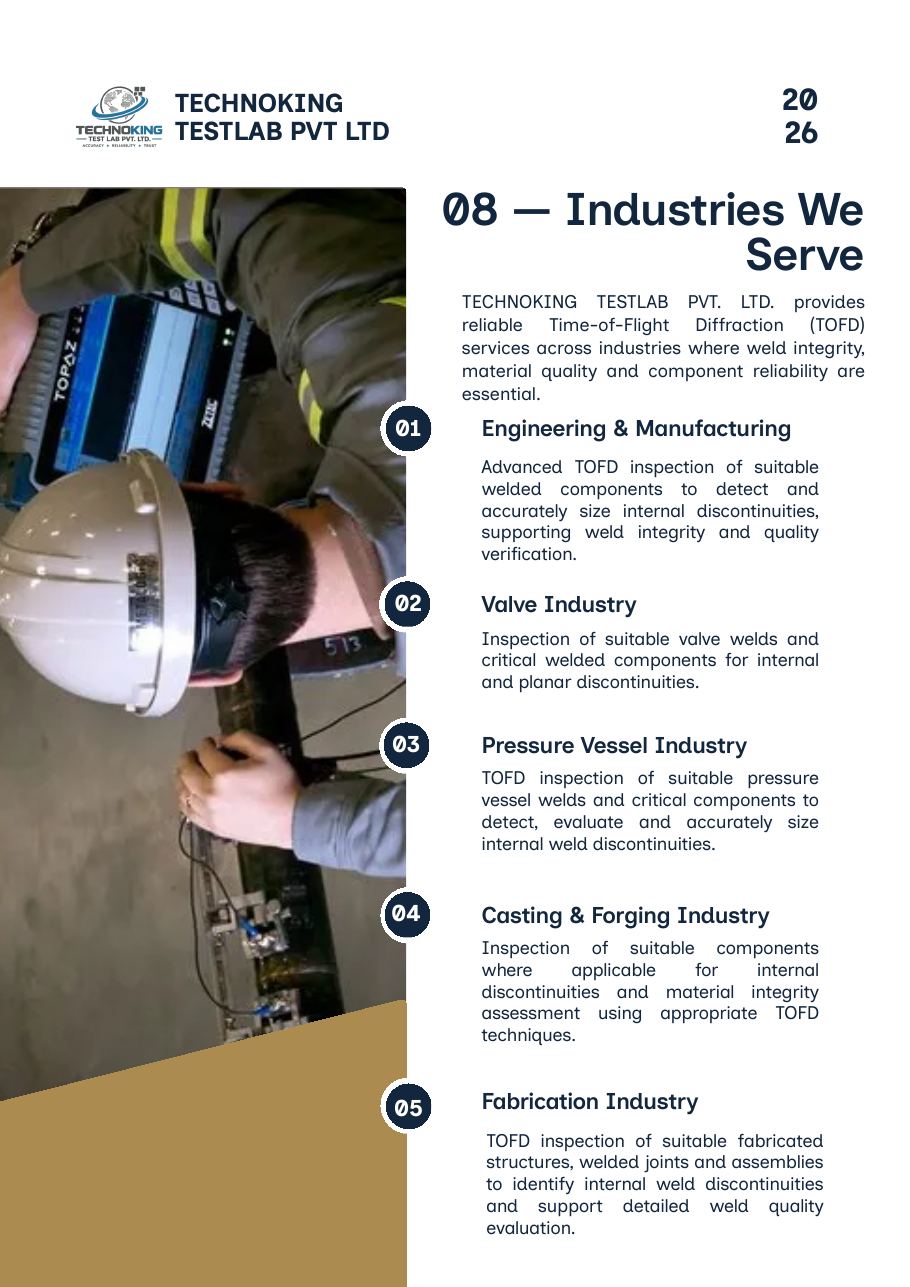 TECHNOKING
TEST LAB PVT. LTD.
ACCURACY • RELIABILITY • TRUST
TECHNOKING
TESTLAB PVT LTD
20
26
08 — Industries We
Serve
TECHNOKING TESTLAB PVT. LTD. provides
reliable Time-of-Flight Diffraction (TOFD)
services across industries where weld integrity,
material quality and component reliability are
essential.
TOPAZ
ZETEC
513
01
Engineering & Manufacturing
Advanced TOFD inspection of suitable
welded components to detect and
accurately size internal discontinuities,
supporting weld integrity and quality
verification.
02
Valve Industry
Inspection of suitable valve welds and
critical welded components for internal
and planar discontinuities.
03
Pressure Vessel Industry
TOFD inspection of suitable pressure
vessel welds and critical components to
detect, evaluate and accurately size
internal weld discontinuities.
04
Casting & Forging Industry
Inspection of suitable components
where applicable for internal
discontinuities and material integrity
assessment using appropriate TOFD
techniques.
05
Fabrication Industry
TOFD inspection of suitable fabricated
structures, welded joints and assemblies
to identify internal weld discontinuities
and support detailed weld quality
evaluation.